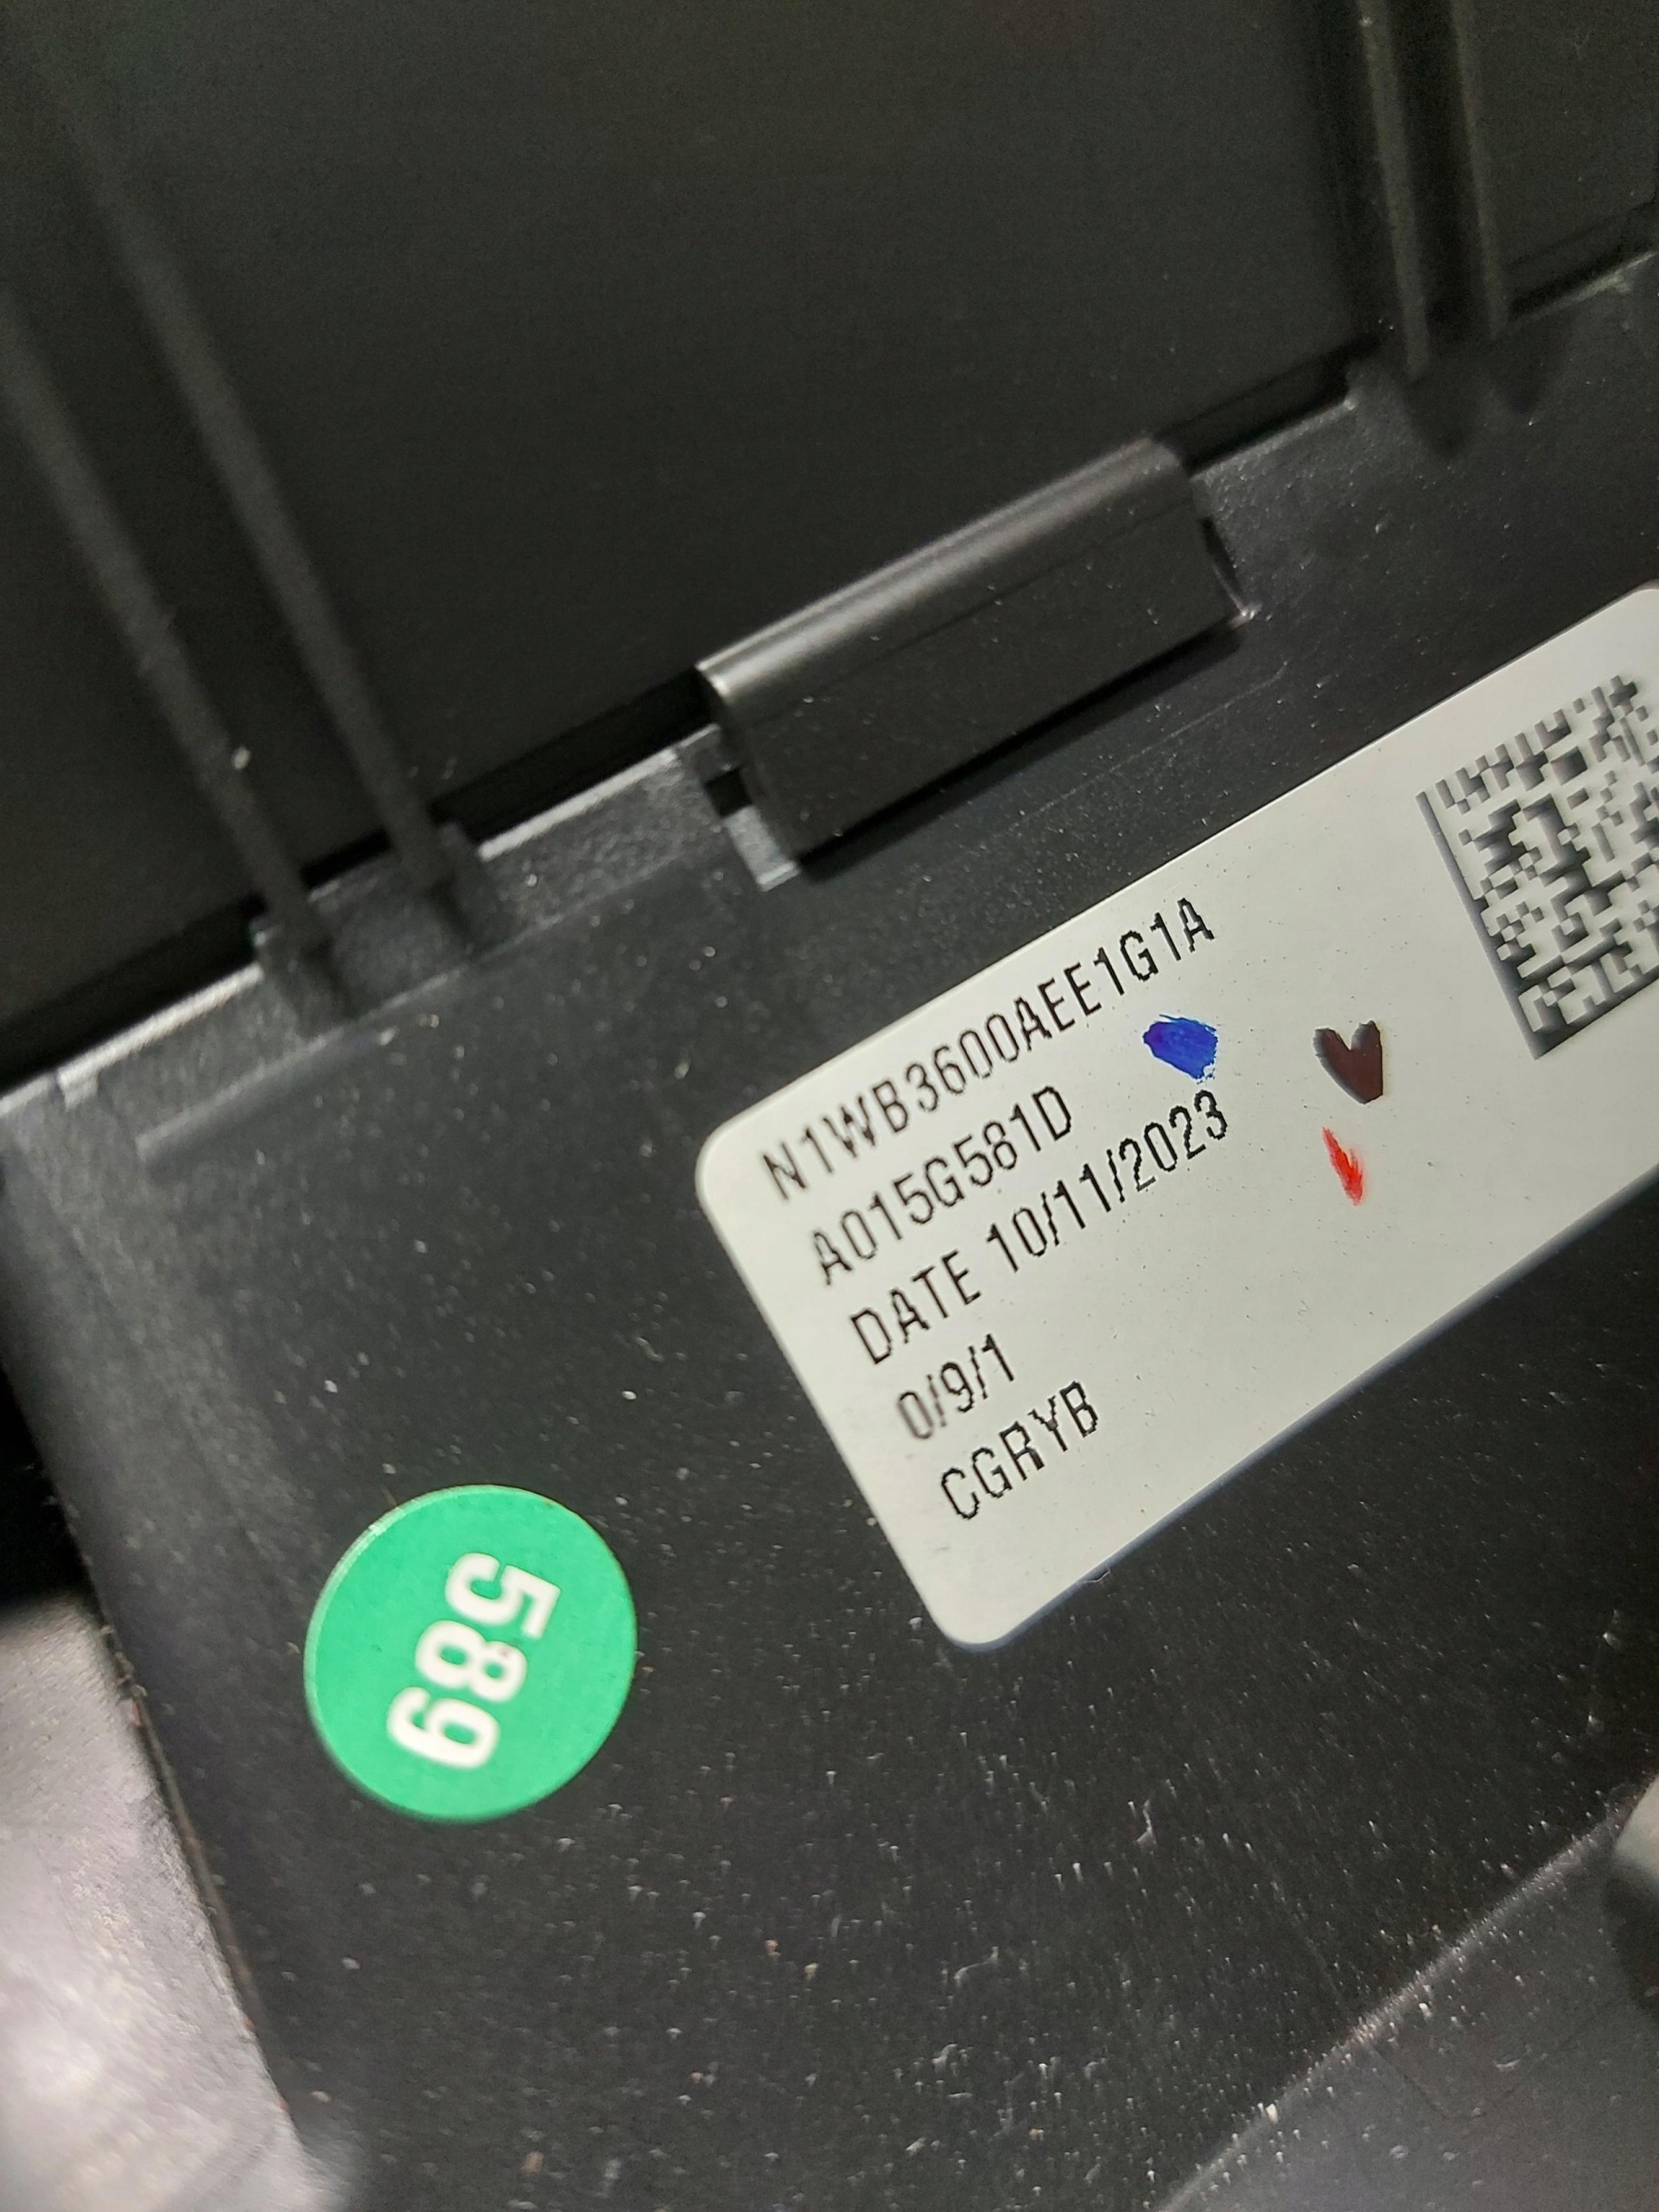 N1WB3600AEE1G1A
A015G581D
DATE 10/11/2023
0/9/1
CGRYB
589